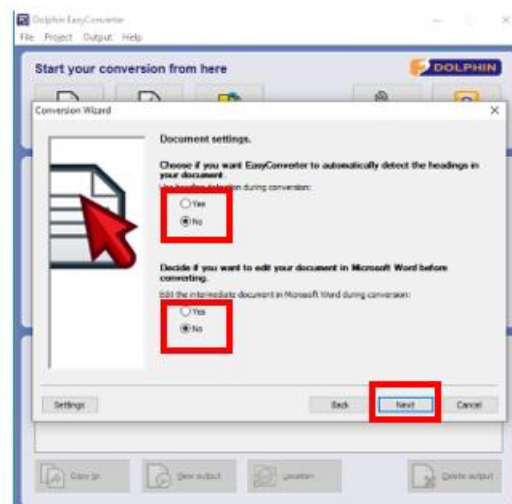 Dolphin EasyConverter
File Project Output Help
Start your conversion from here
DOLPHIN
Conversion Wizard
Document settings.
Choose if you want EasyConverter to automatically detect the headings in
your document.
Use heading detection during conversion:
Yes
No
Decide if you want to edit your document in Microsoft Word before
converting.
Edit the intermediate document in Microsoft Word during conversion:
Yes
No
Settings
Back
Next
Cancel
Copy to
View output
Location
Delete output